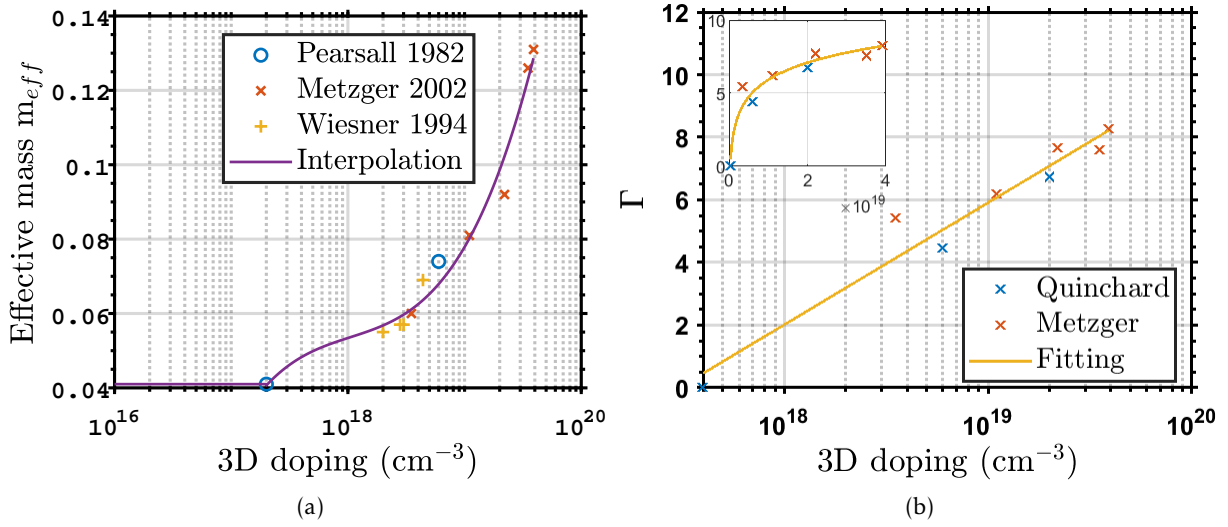 Effective mass m_eff
0.14
0.12
0.1
0.08
0.06
0.04
Pearsall 1982
Metzger 2002
Wiesner 1994
Interpolation
10^16
10^18
10^20
3D doping (cm^−3)
(a)
Γ
12
10
8
6
4
2
0
10
5
0
0
2
4
× 10^19
Quinchard
Metzger
Fitting
10^18
10^19
10^20
3D doping (cm^−3)
(b)